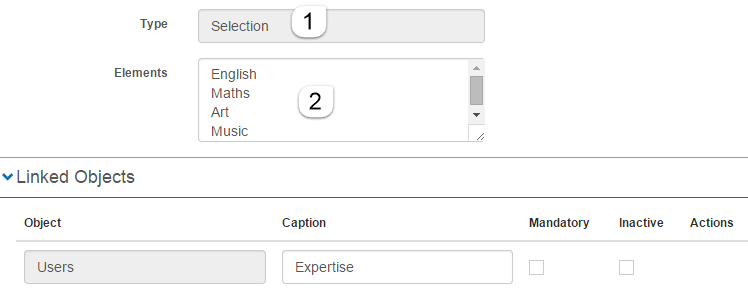 Type Selection 1
Elements English
Maths
2
Art
Music
Linked Objects
Object Caption Mandatory Inactive Actions
Users Expertise